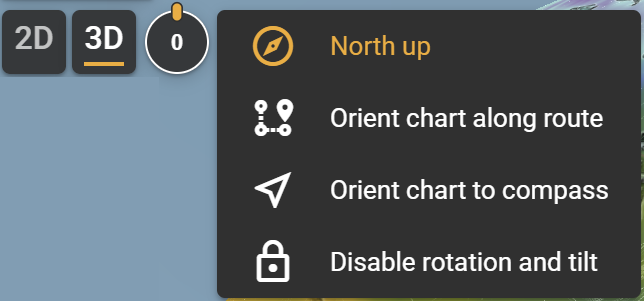 2D 3D 0
North up
Orient chart along route
Orient chart to compass
Disable rotation and tilt